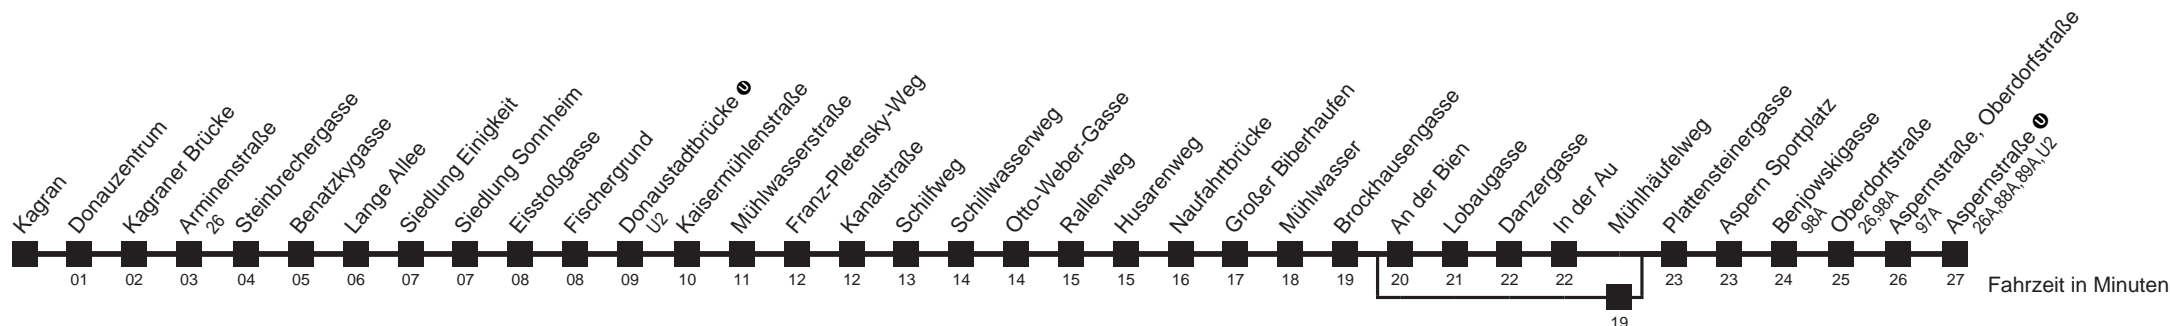 Kagran
Donauzentrum
Kagraner Brücke
Arminenstraße
26
Steinbrechergasse
Benatzkygasse
Lange Allee
Siedlung Einigkeit
Siedlung Sonnheim
Eisstoßgasse
Fischergrund
Donaustadtbrücke U
U2
Kaisermühlenstraße
Mühlwasserstraße
Franz-Pletersky-Weg
Kanalstraße
Schilfweg
Schillwasserweg
Otto-Weber-Gasse
Rallenweg
Husarenweg
Naufahrtbrücke
Großer Biberhaufen
Mühlwasser
Brockhausengasse
An der Bien
Lobaugasse
Danzergasse
In der Au
Mühlhäufelweg
Plattensteinergasse
Aspern Sportplatz
Benjowskigasse
98A
Oberdorfstraße
26,98A
Aspernstraße, Oberdorfstraße
97A
Aspernstraße U
26A,88A,89A,U2
01 02 03 04 05 06 07 07 08 08 09 10 11 12 12 13 14 14 15 15 16 17 18 19 20 21 22 22 23 23 24 25 26 27
Fahrzeit in Minuten
19